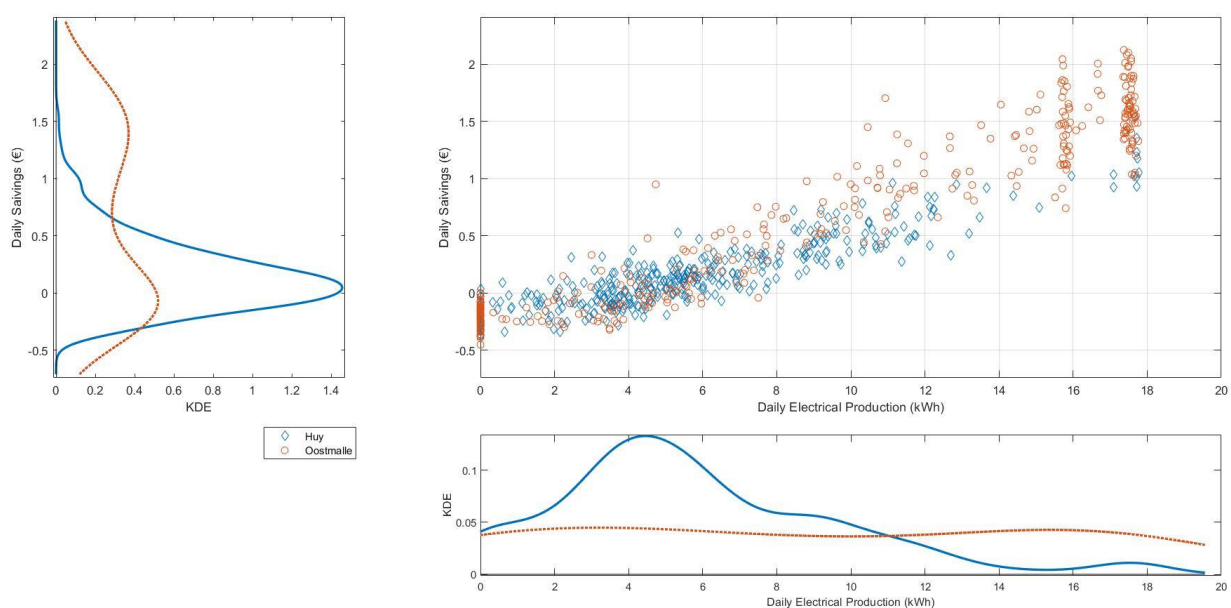 2
1.5
1
0.5
0
-0.5
Daily Saivings (€)
0 0.2 0.4 0.6 0.8 1 1.2 1.4
KDE
Huy
Oostmalle
2
1.5
1
0.5
0
-0.5
Daily Saivings (€)
0 2 4 6 8 10 12 14 16 18 20
Daily Electrical Production (kWh)
0.1
0.05
0
KDE
0 2 4 6 8 10 12 14 16 18 20
Daily Electrical Production (kWh)